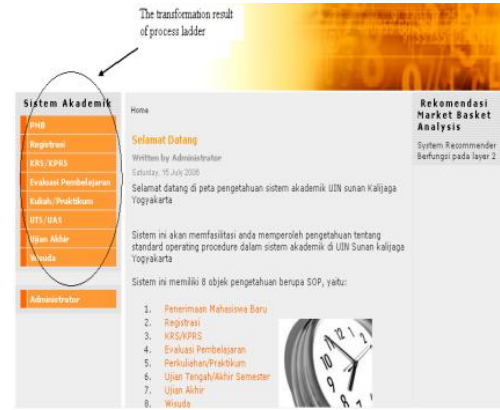 The transformation result
of process ladder
Sistem Akademik
PMB
Registrasi
KRS/KPRS
Evaluasi Pembelajaran
Kuliah/Praktikum
UTS/UAS
Ujian Akhir
Wisuda
Administrator
Home
Selamat Datang
Written by Administrator
Saturday, 15 July 2006
Selamat datang di peta pengetahuan sistem akademik UIN sunan Kalijaga
Yogyakarta
Sistem ini akan memfasilitasi anda memperoleh pengetahuan tentang
standard operating procedure dalam sistem akademik di UIN Sunan kalijaga
Yogyakarta
Sistem ini memiliki 8 objek pengetahuan berupa SOP, yaitu:
1. Penerimaan Mahasiswa Baru
2. Registrasi
3. KRS/KPRS
4. Evaluasi Pembelajaran
5. Perkuliahan/Praktikum
6. Ujian Tengah/Akhir Semester
7. Ujian Akhir
8. Wisuda
Rekomendasi
Market Basket
Analysis
System Recommender
Berfungsi pada layer 2